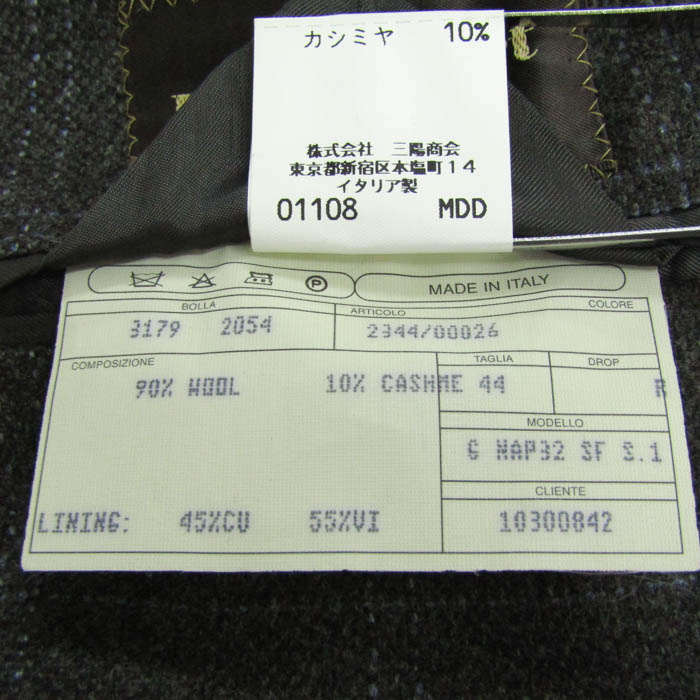 カシミヤ 10%
株式会社 三陽商会
東京都新宿区本塩町14
イタリア製
01108 MDD
P MADE IN ITALY
BOLLA ARTICOLO COLORE
3179 2054 2344/00026
COMPOSIZIONE TAGLIA DROP
90% WOOL 10% CASHME 44 R
MODELLO
G NAP32 SF S.1
CLIENTE
LINING: 45%CU 55%VI 10300842